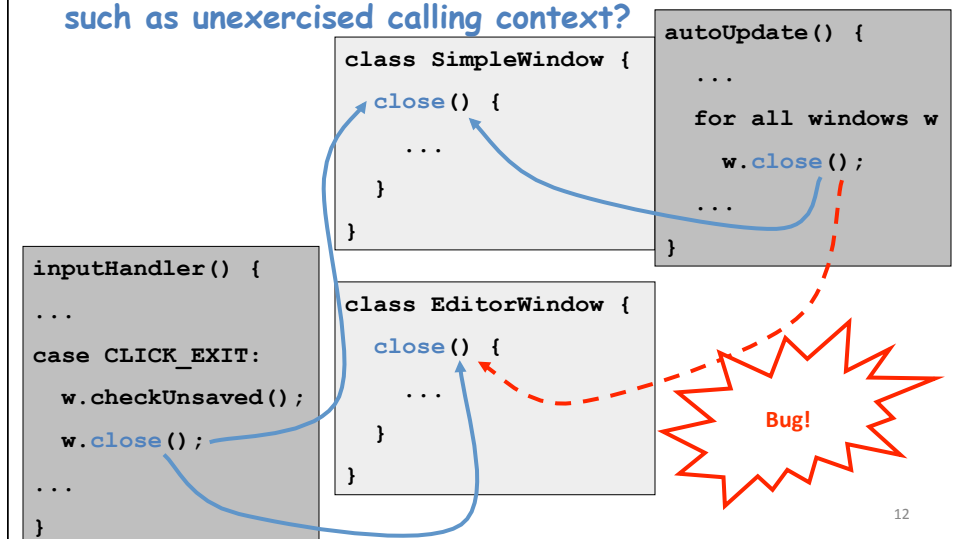 such as unexercised calling context?
class SimpleWindow {
close() {
...
}
}
autoUpdate() {
...
for all windows w
w.close();
...
}
inputHandler() {
...
case CLICK_EXIT:
w.checkUnsaved();
w.close();
...
}
class EditorWindow {
close() {
...
}
}
Bug!
12